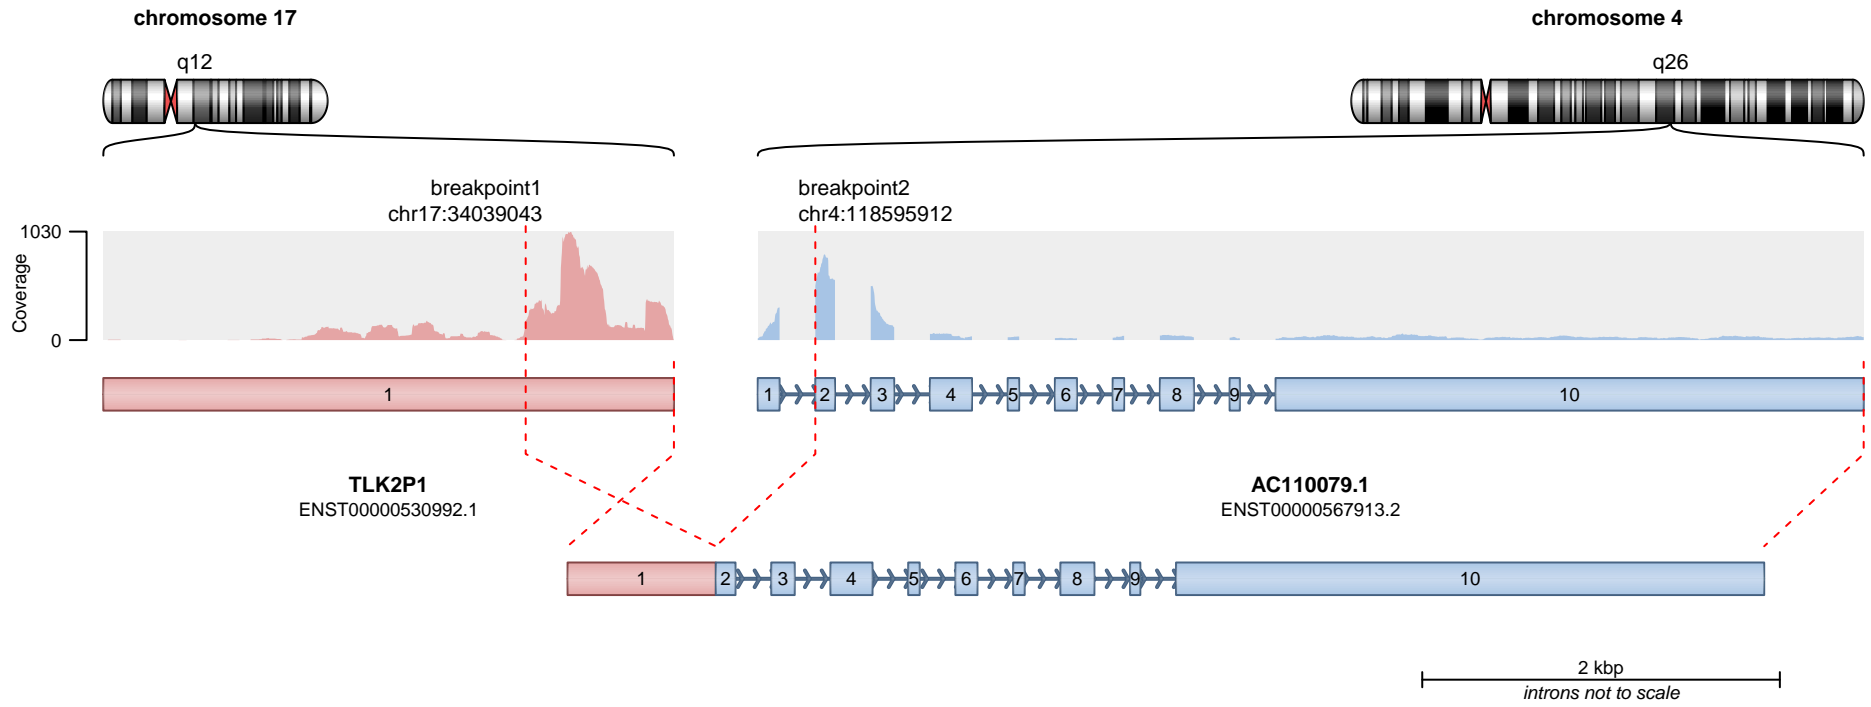 chromosome 17
chromosome 4
q12
q26
breakpoint1
chr17:34039043
breakpoint2
chr4:118595912
1030
Coverage
0
1
1 2 3 4 5 6 7 8 9 10
TLK2P1
ENST00000530992.1
AC110079.1
ENST00000567913.2
1 2 3 4 5 6 7 8 9 10
2 kbp
introns not to scale